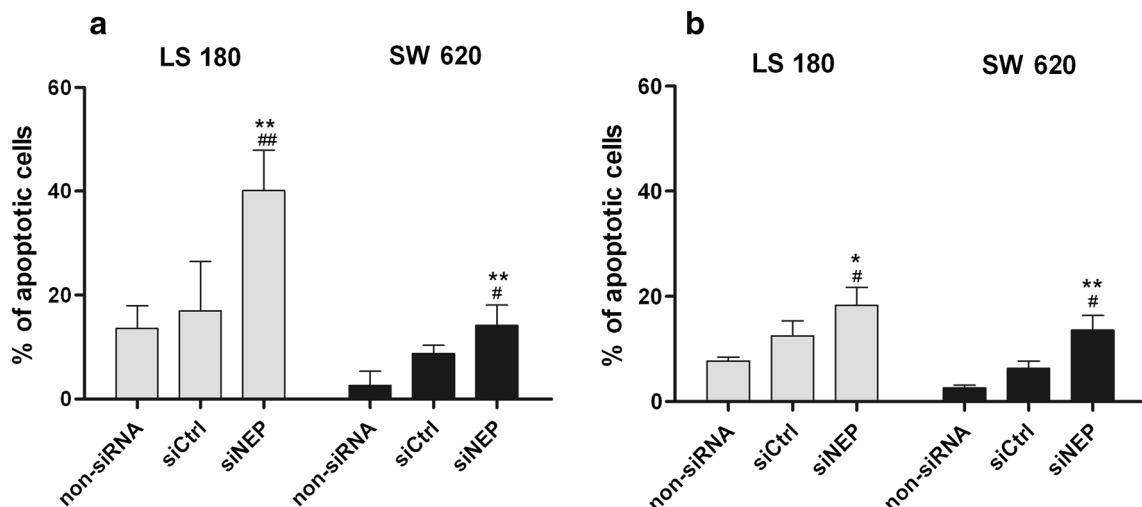 a
LS 180 SW 620
% of apoptotic cells
60
40
20
0
**
##
**
#
non-siRNA siCtrl siNEP non-siRNA siCtrl siNEP
b
LS 180 SW 620
% of apoptotic cells
60
40
20
0
*
#
**
#
non-siRNA siCtrl siNEP non-siRNA siCtrl siNEP